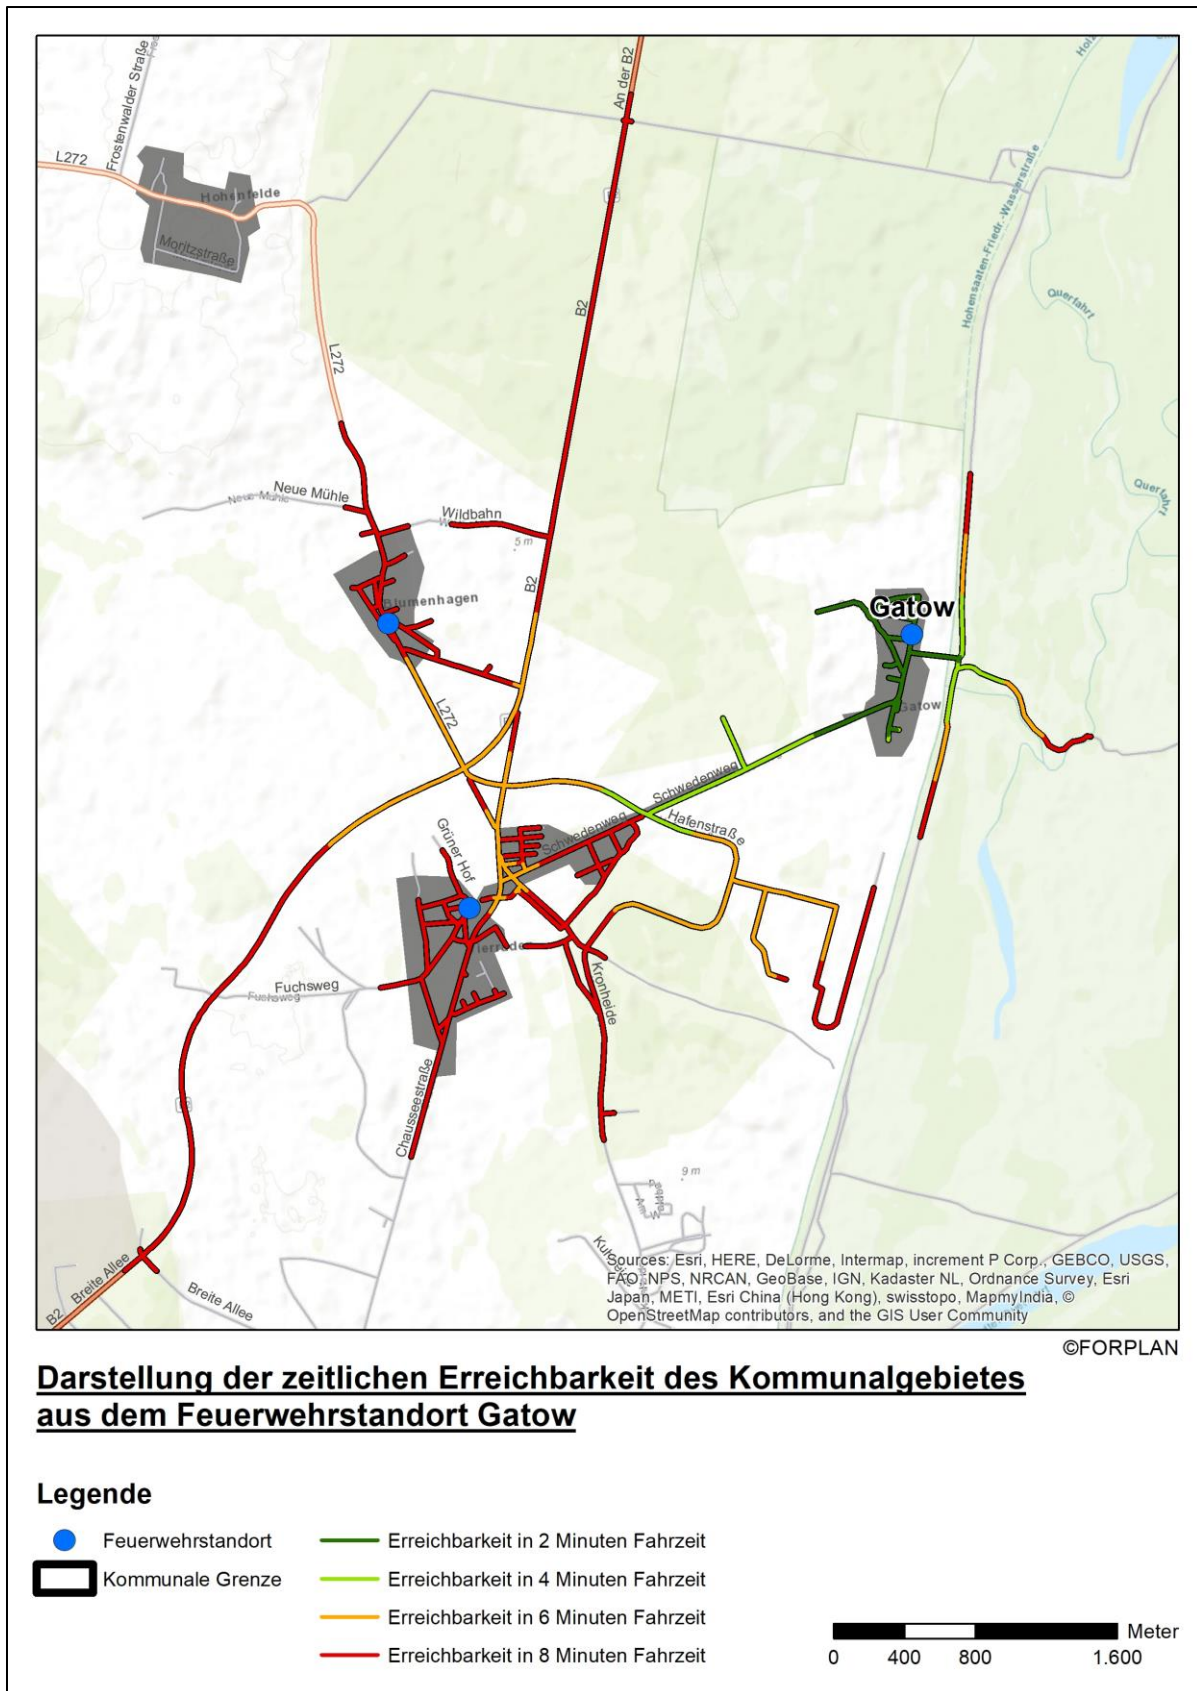 An der B2
Frostenwalder Straße
L272
Hohenfelde
Moritzstraße
Holz
Hohensaaten-Friedr.-Wasserstraße
Querfahrt
B2
L272
Querfahrt
Neue Mühle
Neue Mühle
Wildbahn
5 m
B2
Blumenhagen
Gatow
Gatow
L272
Schwedenweg
Hafenstraße
Schwedenweg
Grüner Hof
Vierraden
Kronheide
Fuchsweg
Fuchsweg
Chausseestraße
9 m
Am Waldbad
B2
Breite Allee
Breite Allee
Sources: Esri, HERE, DeLorme, Intermap, increment P Corp., GEBCO, USGS,
FAO, NPS, NRCAN, GeoBase, IGN, Kadaster NL, Ordnance Survey, Esri
Japan, METI, Esri China (Hong Kong), swisstopo, MapmyIndia, ©
OpenStreetMap contributors, and the GIS User Community
©FORPLAN
Darstellung der zeitlichen Erreichbarkeit des Kommunalgebietes
aus dem Feuerwehrstandort Gatow
Legende
Feuerwehrstandort
Kommunale Grenze
Erreichbarkeit in 2 Minuten Fahrzeit
Erreichbarkeit in 4 Minuten Fahrzeit
Erreichbarkeit in 6 Minuten Fahrzeit
Erreichbarkeit in 8 Minuten Fahrzeit
Meter
0 400 800 1.600